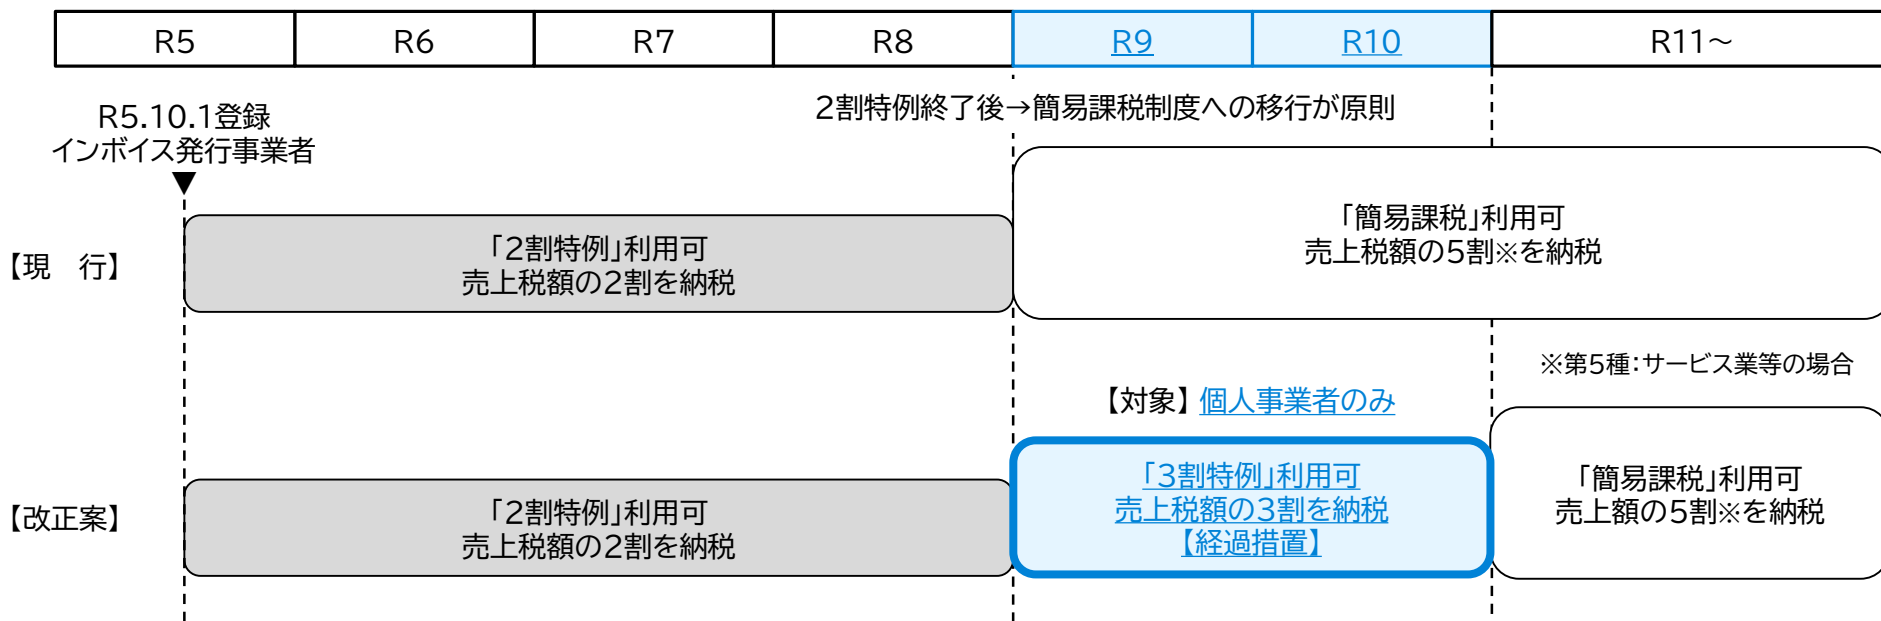 R5 R6 R7 R8 R9 R10 R11～
R5.10.1登録
インボイス発行事業者
▼
2割特例終了後→簡易課税制度への移行が原則
【現　行】
「2割特例」利用可
売上税額の2割を納税
「簡易課税」利用可
売上税額の5割※を納税
※第5種：サービス業等の場合
【対象】個人事業者のみ
【改正案】
「2割特例」利用可
売上税額の2割を納税
「3割特例」利用可
売上税額の3割を納税
【経過措置】
「簡易課税」利用可
売上額の5割※を納税